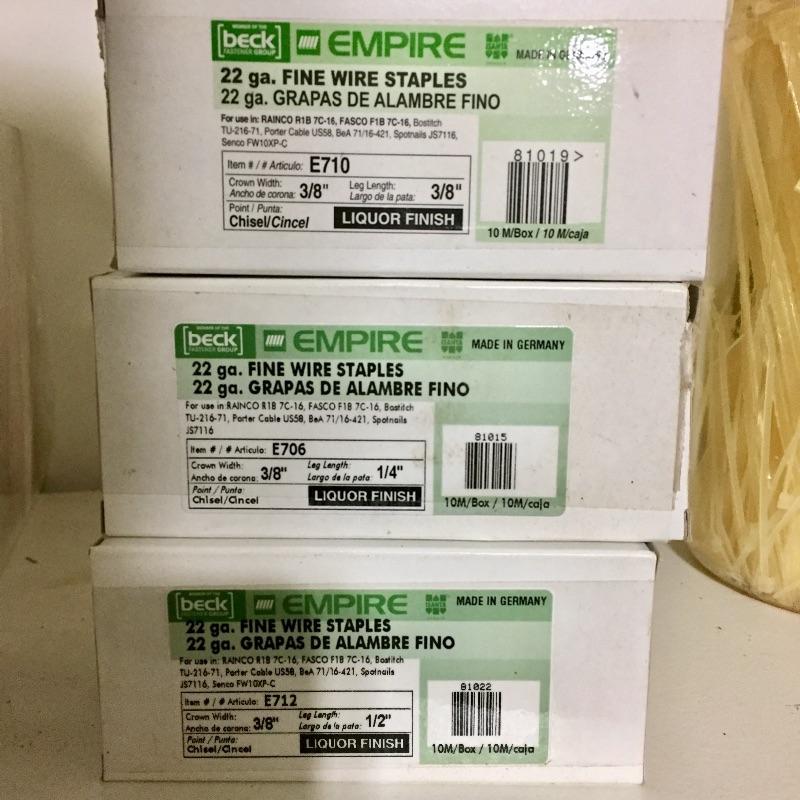 MEMBER OF THE
[beck] EMPIRE
FASTENER GROUP
22 ga. FINE WIRE STAPLES
22 ga. GRAPAS DE ALAMBRE FINO
For use in: RAINCO R1B 7C-16, FASCO F1B 7C-16, Bostitch
TU-216-71, Porter Cable US58, BeA 71/16-421, Spotnails JS7116,
Senco FW10XP-C
Item # / # Articulo: E710
Crown Width: Leg Length:
Ancho de corona: 3/8" Largo de la pata: 3/8"
Point / Punta:
Chisel/Cincel LIQUOR FINISH
81019>
10 M/Box / 10 M/caja
MEMBER OF THE
[beck] EMPIRE MADE IN GERMANY
FASTENER GROUP
22 ga. FINE WIRE STAPLES
22 ga. GRAPAS DE ALAMBRE FINO
For use in RAINCO R1B 7C-16, FASCO F1B 7C-16, Bostitch
TU-216-71, Porter Cable US58, BeA 71/16-421, Spotnails
JS7116
Item # / # Articulo: E706
Crown Width: Leg Length:
Ancho de corona: 3/8" Largo de la pata: 1/4"
Point / Punta:
Chisel/Cincel LIQUOR FINISH
81015
10M/Box / 10M/caja
[beck] EMPIRE MADE IN GERMANY
FASTENER GROUP
22 ga. FINE WIRE STAPLES
22 ga. GRAPAS DE ALAMBRE FINO
For use in: RAINCO R1B 7C-16, FASCO F1B 7C-16, Bostitch
TU-216-71, Porter Cable US58, BeA 71/16-421, Spotnails
JS7116, Senco FW10XP-C
Item # / # Articulo: E712
Crown Width: Leg Length:
Ancho de corona: 3/8" Largo de la pata: 1/2"
Point / Punta:
Chisel/Cincel LIQUOR FINISH
81022
10M/Box / 10M/caja